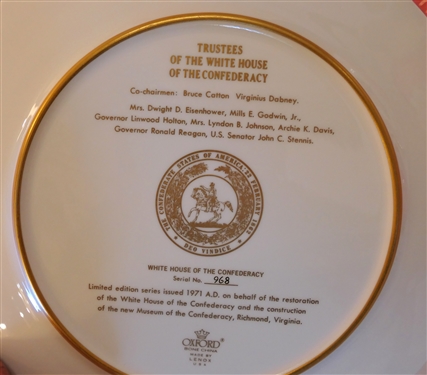 TRUSTEES
OF THE WHITE HOUSE
OF THE CONFEDERACY
Co-chairmen: Bruce Catton Virginius Dabney.
Mrs. Dwight D. Eisenhower, Mills E. Godwin, Jr.,
Governor Linwood Holton, Mrs. Lyndon B. Johnson, Archie K. Davis,
Governor Ronald Reagan, U.S. Senator John C. Stennis.
THE CONFEDERATE STATES OF AMERICA: 22 FEBRUARY 1862
DEO VINDICE
WHITE HOUSE OF THE CONFEDERACY
Serial No. 968
Limited edition series issued 1971 A.D. on behalf of the restoration
of the White House of the Confederacy and the construction
of the new Museum of the Confederacy, Richmond, Virginia.
OXFORD
BONE CHINA
MADE BY
LENOX
U.S.A.